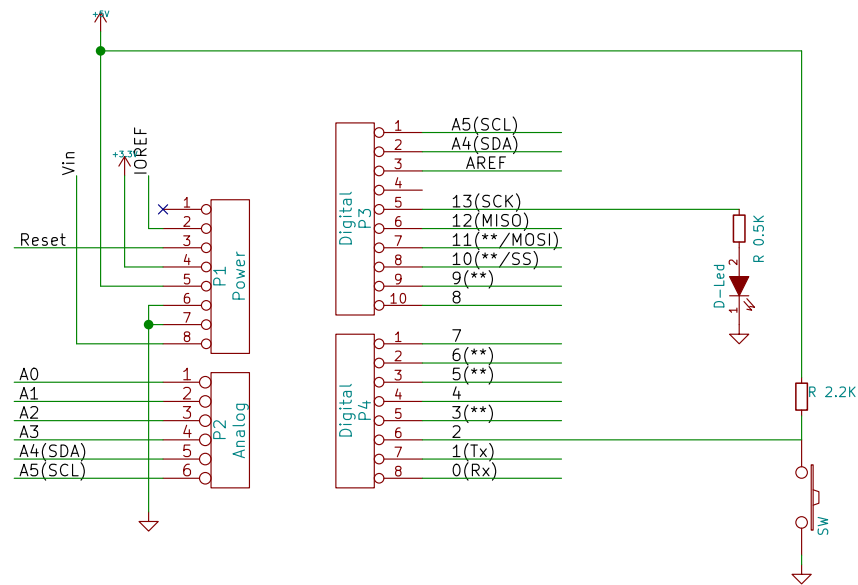 +5V
Vin
+3.3V
IOREF
Reset
1
2
3
4
5
6
7
8
P1
Power
A0
A1
A2
A3
A4(SDA)
A5(SCL)
1
2
3
4
5
6
P2
Analog
Digital
P3
1
2
3
4
5
6
7
8
9
10
A5(SCL)
A4(SDA)
AREF
13(SCK)
12(MISO)
11(**/MOSI)
10(**/SS)
9(**)
8
Digital
P4
1
2
3
4
5
6
7
8
7
6(**)
5(**)
4
3(**)
2
1(Tx)
0(Rx)
R 0.5K
D-Led
2
1
R 2.2K
SW